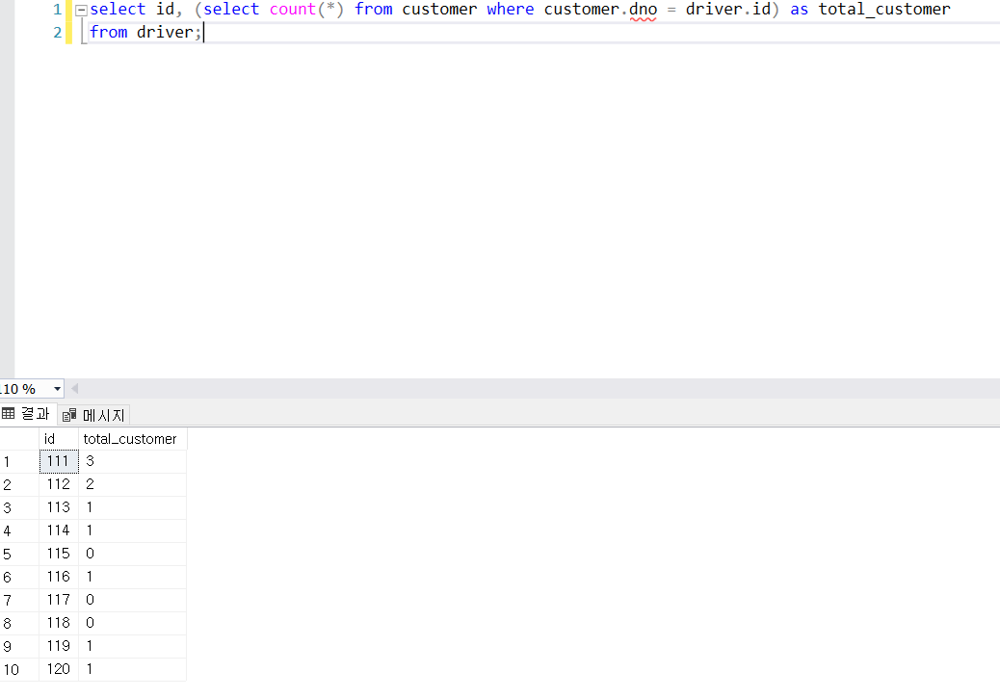 1 select id, (select count(*) from customer where customer.dno = driver.id) as total_customer
2 from driver;
110 %
결과 메시지
id total_customer
1 111 3
2 112 2
3 113 1
4 114 1
5 115 0
6 116 1
7 117 0
8 118 0
9 119 1
10 120 1